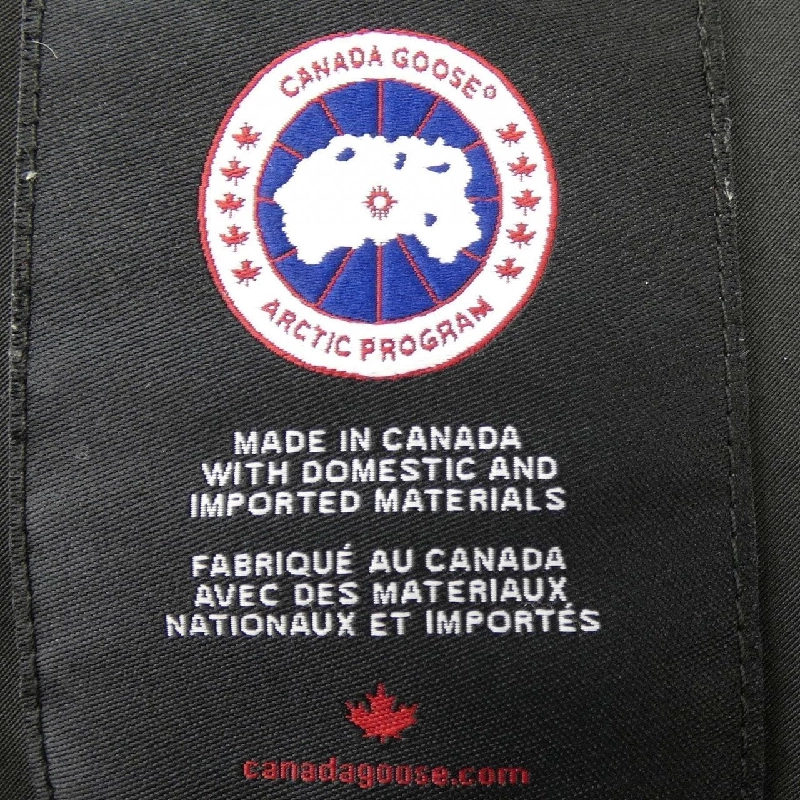 CANADA GOOSE
ARCTIC PROGRAM
MADE IN CANADA
WITH DOMESTIC AND
IMPORTED MATERIALS
FABRIQUÉ AU CANADA
AVEC DES MATERIAUX
NATIONAUX ET IMPORTÉS
canadagoose.com